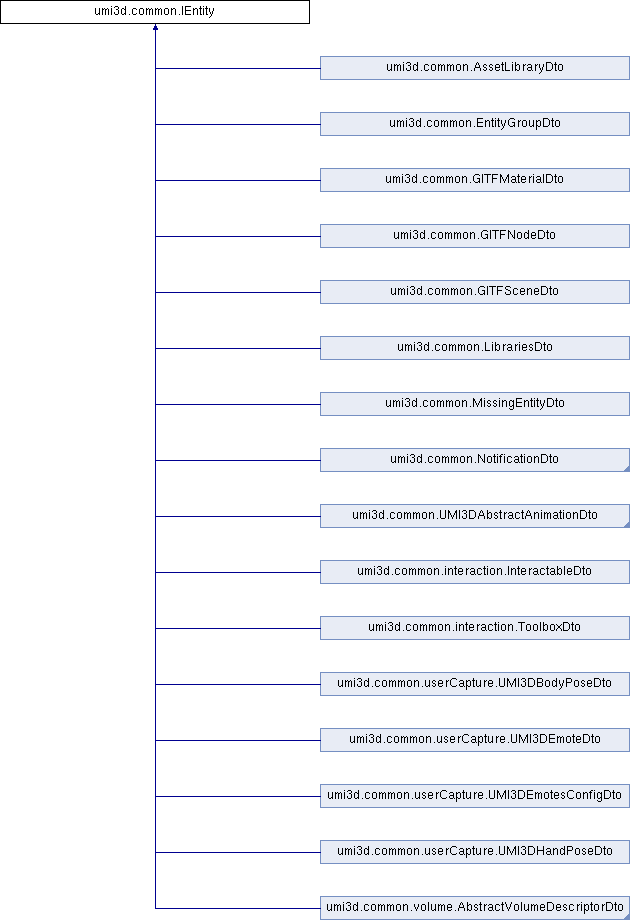 umi3d.common.IEntity
umi3d.common.AssetLibraryDto
umi3d.common.EntityGroupDto
umi3d.common.GlTFMaterialDto
umi3d.common.GlTFNodeDto
umi3d.common.GlTFSceneDto
umi3d.common.LibrariesDto
umi3d.common.MissingEntityDto
umi3d.common.NotificationDto
umi3d.common.UMI3DAbstractAnimationDto
umi3d.common.interaction.InteractableDto
umi3d.common.interaction.ToolboxDto
umi3d.common.userCapture.UMI3DBodyPoseDto
umi3d.common.userCapture.UMI3DEmoteDto
umi3d.common.userCapture.UMI3DEmotesConfigDto
umi3d.common.userCapture.UMI3DHandPoseDto
umi3d.common.volume.AbstractVolumeDescriptorDto